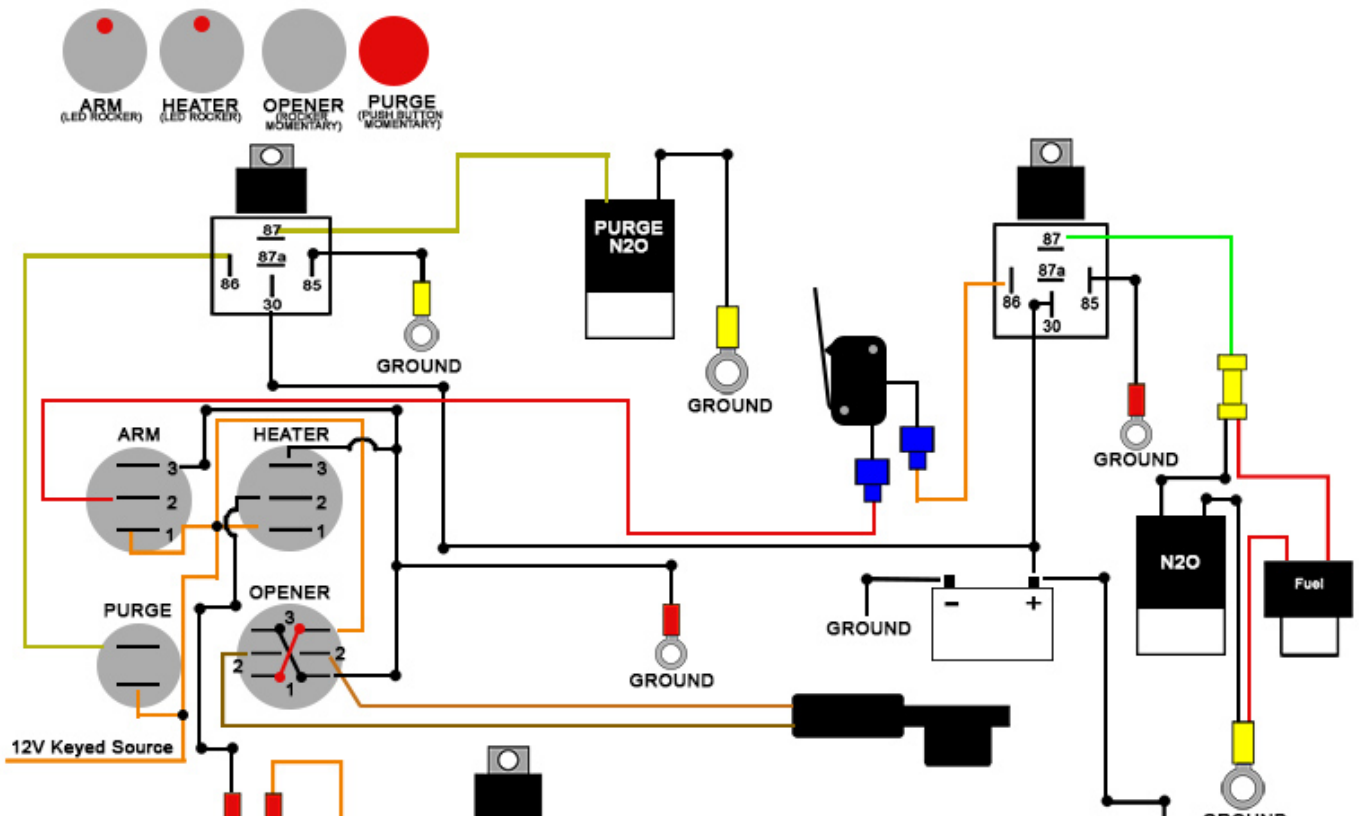 ARM
(LED ROCKER)
HEATER
(LED ROCKER)
OPENER
(ROCKER
MOMENTARY)
PURGE
(PUSH BUTTON
MOMENTARY)
87
87a
86
85
30
GROUND
PURGE
N2O
GROUND
87
87a
86
85
30
GROUND
ARM
3
2
1
HEATER
3
2
1
PURGE
OPENER
3
2
2
1
GROUND
GROUND
-
+
N2O
Fuel
12V Keyed Source
GROUND